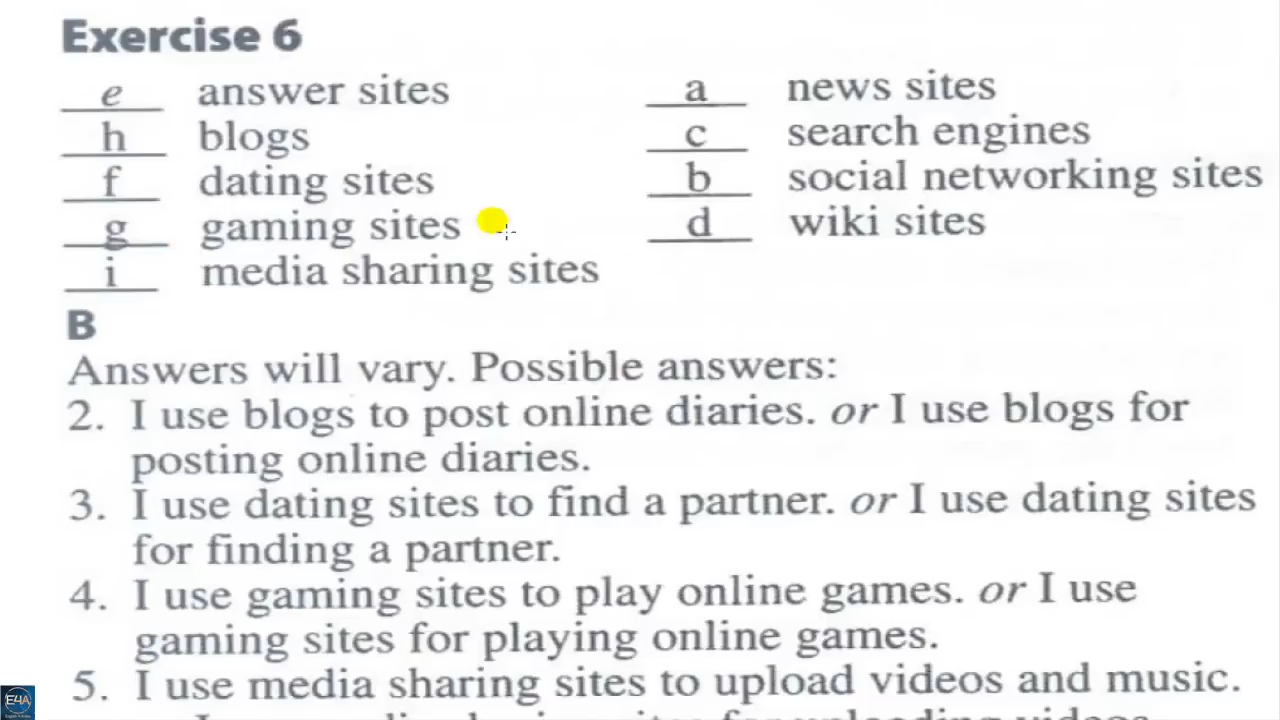 Exercise 6
e answer sites
h blogs
f dating sites
g gaming sites
i media sharing sites
a news sites
c search engines
b social networking sites
d wiki sites
B
Answers will vary. Possible answers:
2. I use blogs to post online diaries. or I use blogs for
posting online diaries.
3. I use dating sites to find a partner. or I use dating sites
for finding a partner.
4. I use gaming sites to play online games. or I use
gaming sites for playing online games.
5. I use media sharing sites to upload videos and music.
E4A